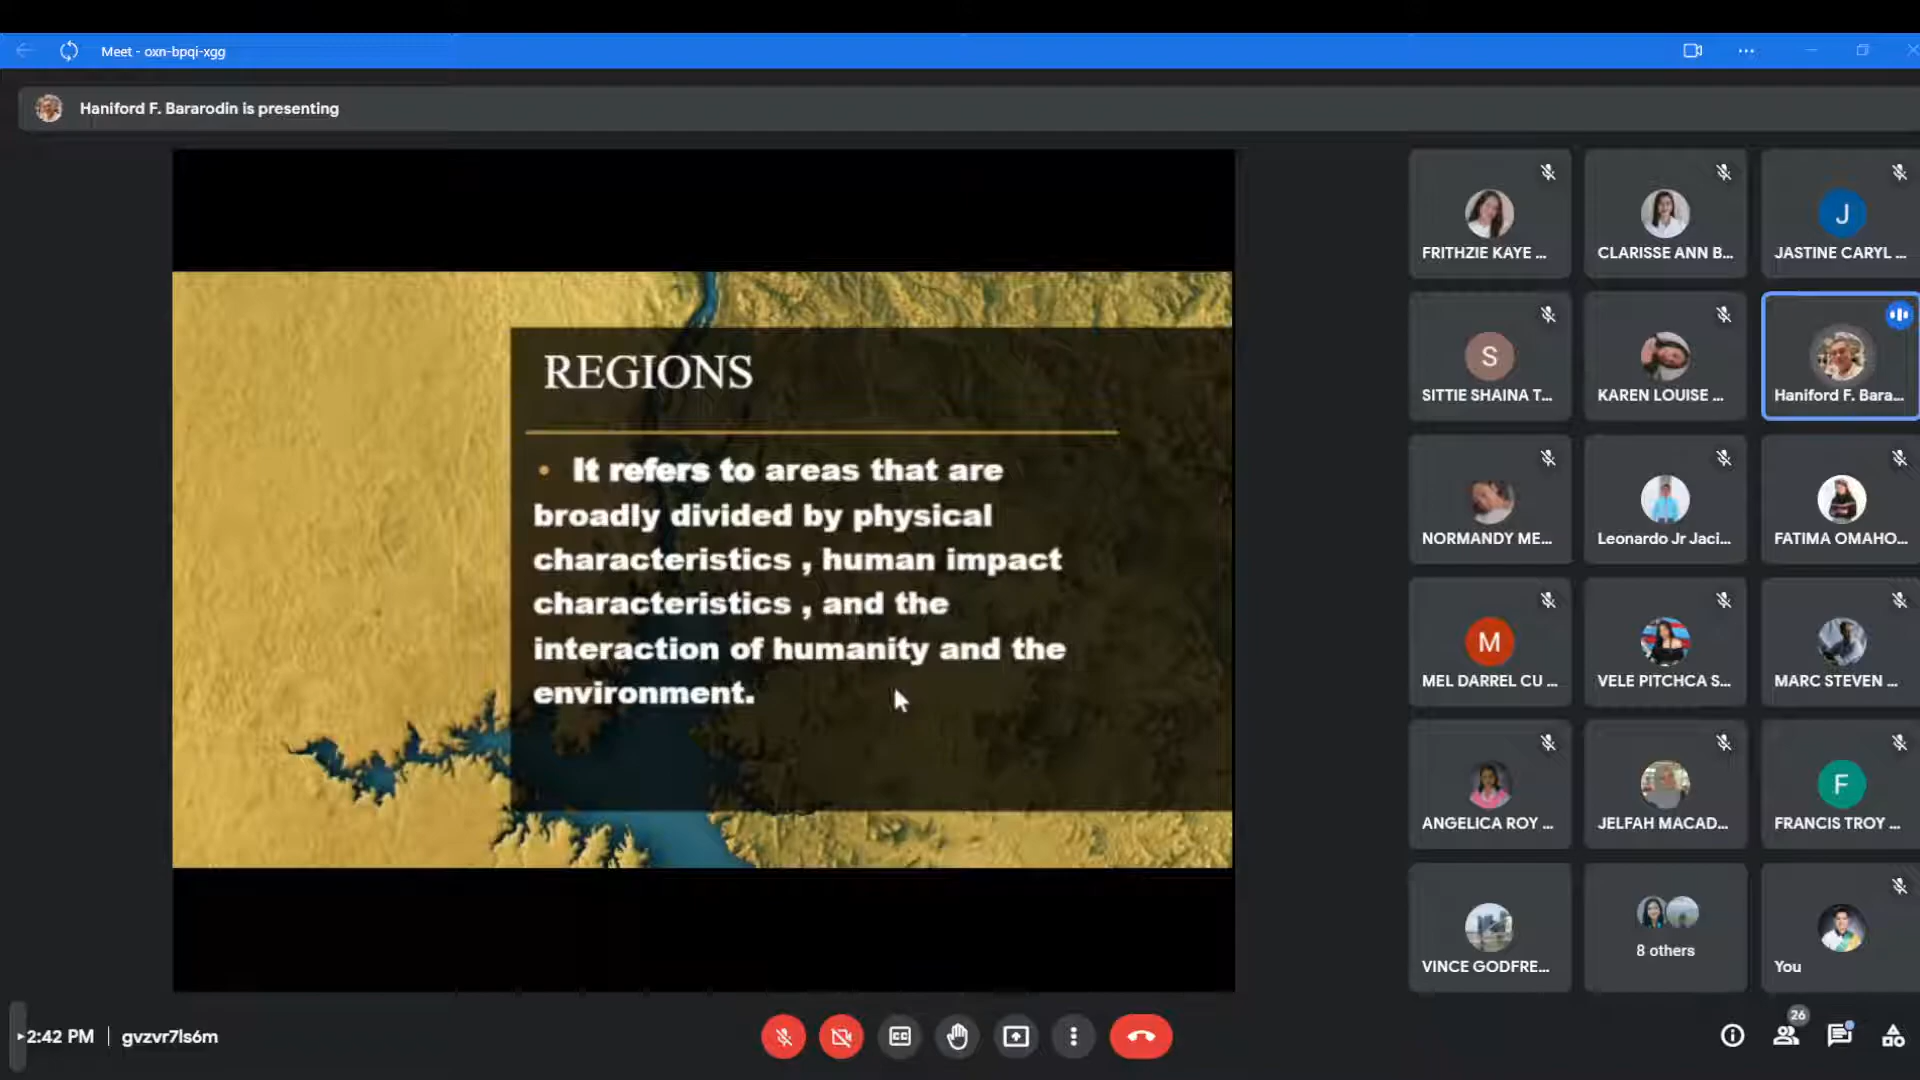 Meet - oxn-bpqi-xgg
Haniford F. Bararodin is presenting
REGIONS
• It refers to areas that are
broadly divided by physical
characteristics , human impact
characteristics , and the
interaction of humanity and the
environment.
FRITHZIE KAYE ...
CLARISSE ANN B...
JASTINE CARYL ...
SITTIE SHAINA T...
KAREN LOUISE ...
Haniford F. Bara...
NORMANDY ME...
Leonardo Jr Jaci...
FATIMA OMAHO...
MEL DARREL CU ...
VELE PITCHCA S...
MARC STEVEN ...
ANGELICA ROY ...
JELFAH MACAD...
FRANCIS TROY ...
VINCE GODFRE...
8 others
You
J
S
M
F
2:42 PM | gvzvr7ls6m
CC
26